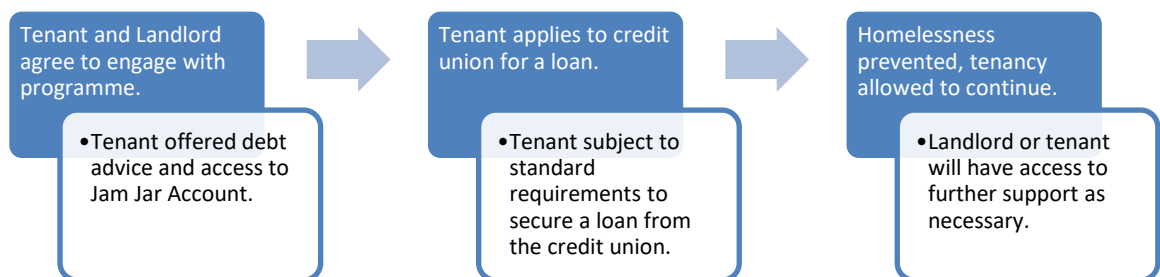 Tenant and Landlord
agree to engage with
programme.
•Tenant offered debt
advice and access to
Jam Jar Account.
Tenant applies to credit
union for a loan.
•Tenant subject to
standard
requirements to
secure a loan from
the credit union.
Homelessness
prevented, tenancy
allowed to continue.
•Landlord or tenant
will have access to
further support as
necessary.